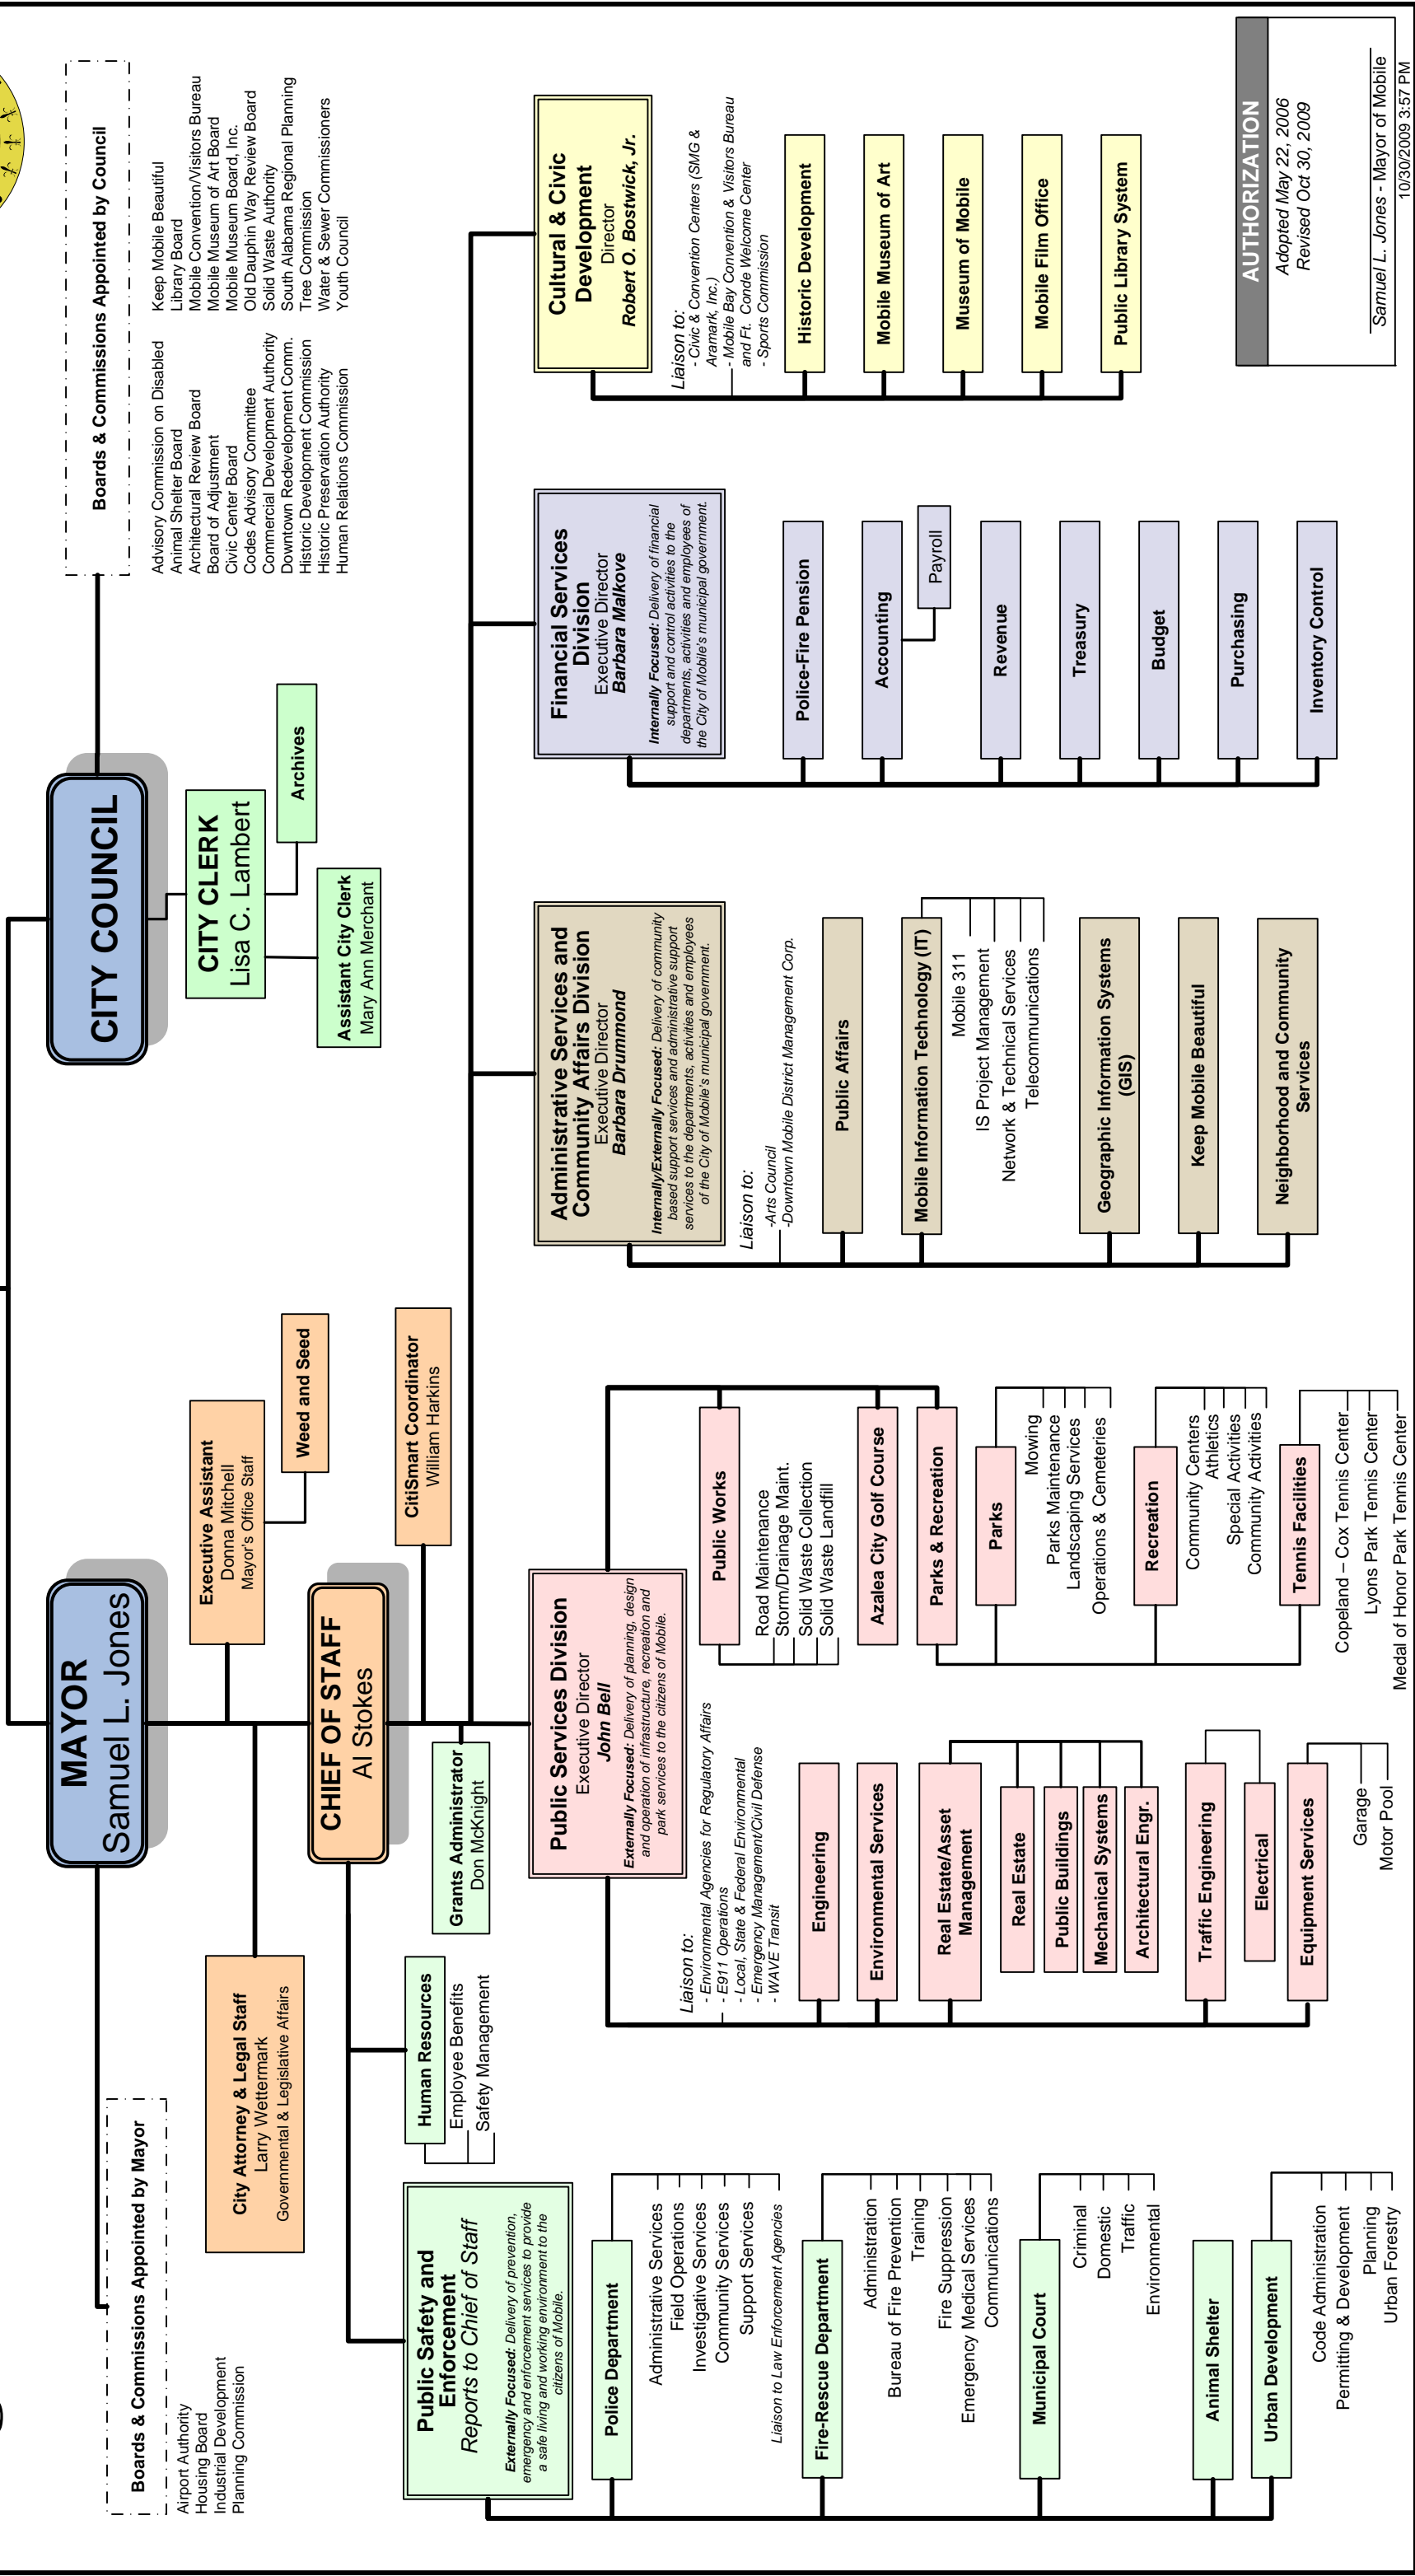 MAYOR
Samuel L. Jones
CITY COUNCIL
Boards & Commissions Appointed by Mayor
Airport Authority
Housing Board
Industrial Development
Planning Commission
City Attorney & Legal Staff
Larry Wettermark
Governmental & Legislative Affairs
Executive Assistant
Donna Mitchell
Mayor's Office Staff
Weed and Seed
CHIEF OF STAFF
Al Stokes
CitiSmart Coordinator
William Harkins
Grants Administrator
Don McKnight
Human Resources
Employee Benefits
Safety Management
CITY CLERK
Lisa C. Lambert
Archives
Assistant City Clerk
Mary Ann Merchant
Boards & Commissions Appointed by Council
Advisory Commission on Disabled
Animal Shelter Board
Architectural Review Board
Board of Adjustment
Civic Center Board
Codes Advisory Committee
Commercial Development Authority
Downtown Redevelopment Comm.
Historic Development Commission
Historic Preservation Authority
Human Relations Commission
Keep Mobile Beautiful
Library Board
Mobile Convention/Visitors Bureau
Mobile Museum of Art Board
Mobile Museum Board, Inc.
Old Dauphin Way Review Board
Solid Waste Authority
South Alabama Regional Planning
Tree Commission
Water & Sewer Commissioners
Youth Council
Public Safety and
Enforcement
Reports to Chief of Staff
Externally Focused: Delivery of prevention,
emergency and enforcement services to provide
a safe living and working environment to the
citizens of Mobile.
Police Department
Administrative Services
Field Operations
Investigative Services
Community Services
Support Services
Liaison to Law Enforcement Agencies
Fire-Rescue Department
Administration
Bureau of Fire Prevention
Training
Fire Suppression
Emergency Medical Services
Communications
Municipal Court
Criminal
Domestic
Traffic
Environmental
Animal Shelter
Urban Development
Code Administration
Permitting & Development
Planning
Urban Forestry
Public Services Division
Executive Director
John Bell
Externally Focused: Delivery of planning, design
and operation of infrastructure, recreation and
park services to the citizens of Mobile.
Liaison to:
- Environmental Agencies for Regulatory Affairs
- E911 Operations
- Local, State & Federal Environmental
- Emergency Management/Civil Defense
- WAVE Transit
Engineering
Environmental Services
Real Estate/Asset
Management
Real Estate
Public Buildings
Mechanical Systems
Architectural Engr.
Traffic Engineering
Electrical
Equipment Services
Garage
Motor Pool
Public Works
Road Maintenance
Storm/Drainage Maint.
Solid Waste Collection
Solid Waste Landfill
Azalea City Golf Course
Parks & Recreation
Parks
Mowing
Parks Maintenance
Landscaping Services
Operations & Cemeteries
Recreation
Community Centers
Athletics
Special Activities
Community Activities
Tennis Facilities
Copeland – Cox Tennis Center
Lyons Park Tennis Center
Medal of Honor Park Tennis Center
Administrative Services and
Community Affairs Division
Executive Director
Barbara Drummond
Internally/Externally Focused: Delivery of community
based support services and administrative support
services to the departments, activities and employees
of the City of Mobile's municipal government.
Liaison to:
-Arts Council
-Downtown Mobile District Management Corp.
Public Affairs
Mobile Information Technology (IT)
Mobile 311
IS Project Management
Network & Technical Services
Telecommunications
Geographic Information Systems
(GIS)
Keep Mobile Beautiful
Neighborhood and Community
Services
Financial Services
Division
Executive Director
Barbara Malkove
Internally Focused: Delivery of financial
support and control activities to the
departments, activities and employees of
the City of Mobile's municipal government.
Police-Fire Pension
Accounting
Payroll
Revenue
Treasury
Budget
Purchasing
Inventory Control
Cultural & Civic
Development
Director
Robert O. Bostwick, Jr.
Liaison to:
- Civic & Convention Centers (SMG &
Aramark, Inc.)
- Mobile Bay Convention & Visitors Bureau
and Ft. Conde Welcome Center
- Sports Commission
Historic Development
Mobile Museum of Art
Museum of Mobile
Mobile Film Office
Public Library System
AUTHORIZATION
Adopted May 22, 2006
Revised Oct 30, 2009
Samuel L. Jones - Mayor of Mobile
10/30/2009 3:57 PM